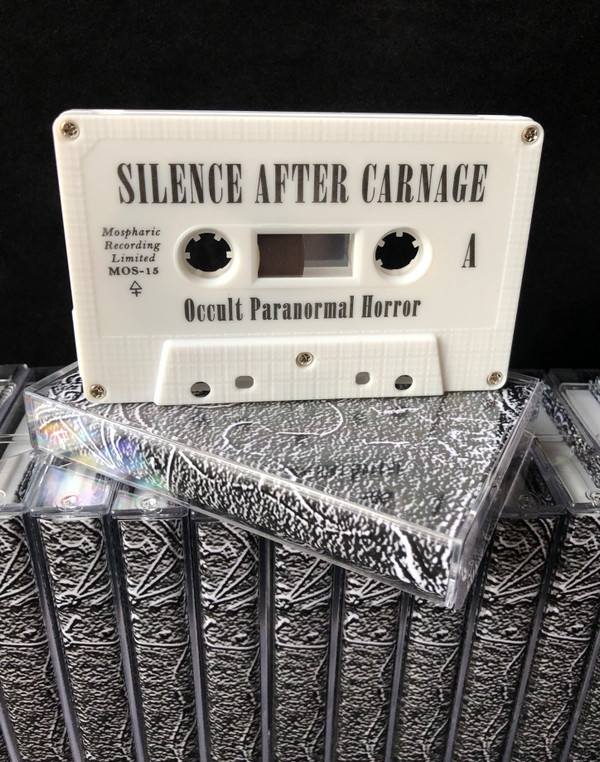 SILENCE AFTER CARNAGE
Mospharic
Recording
Limited
MOS-15
A
Occult Paranormal Horror